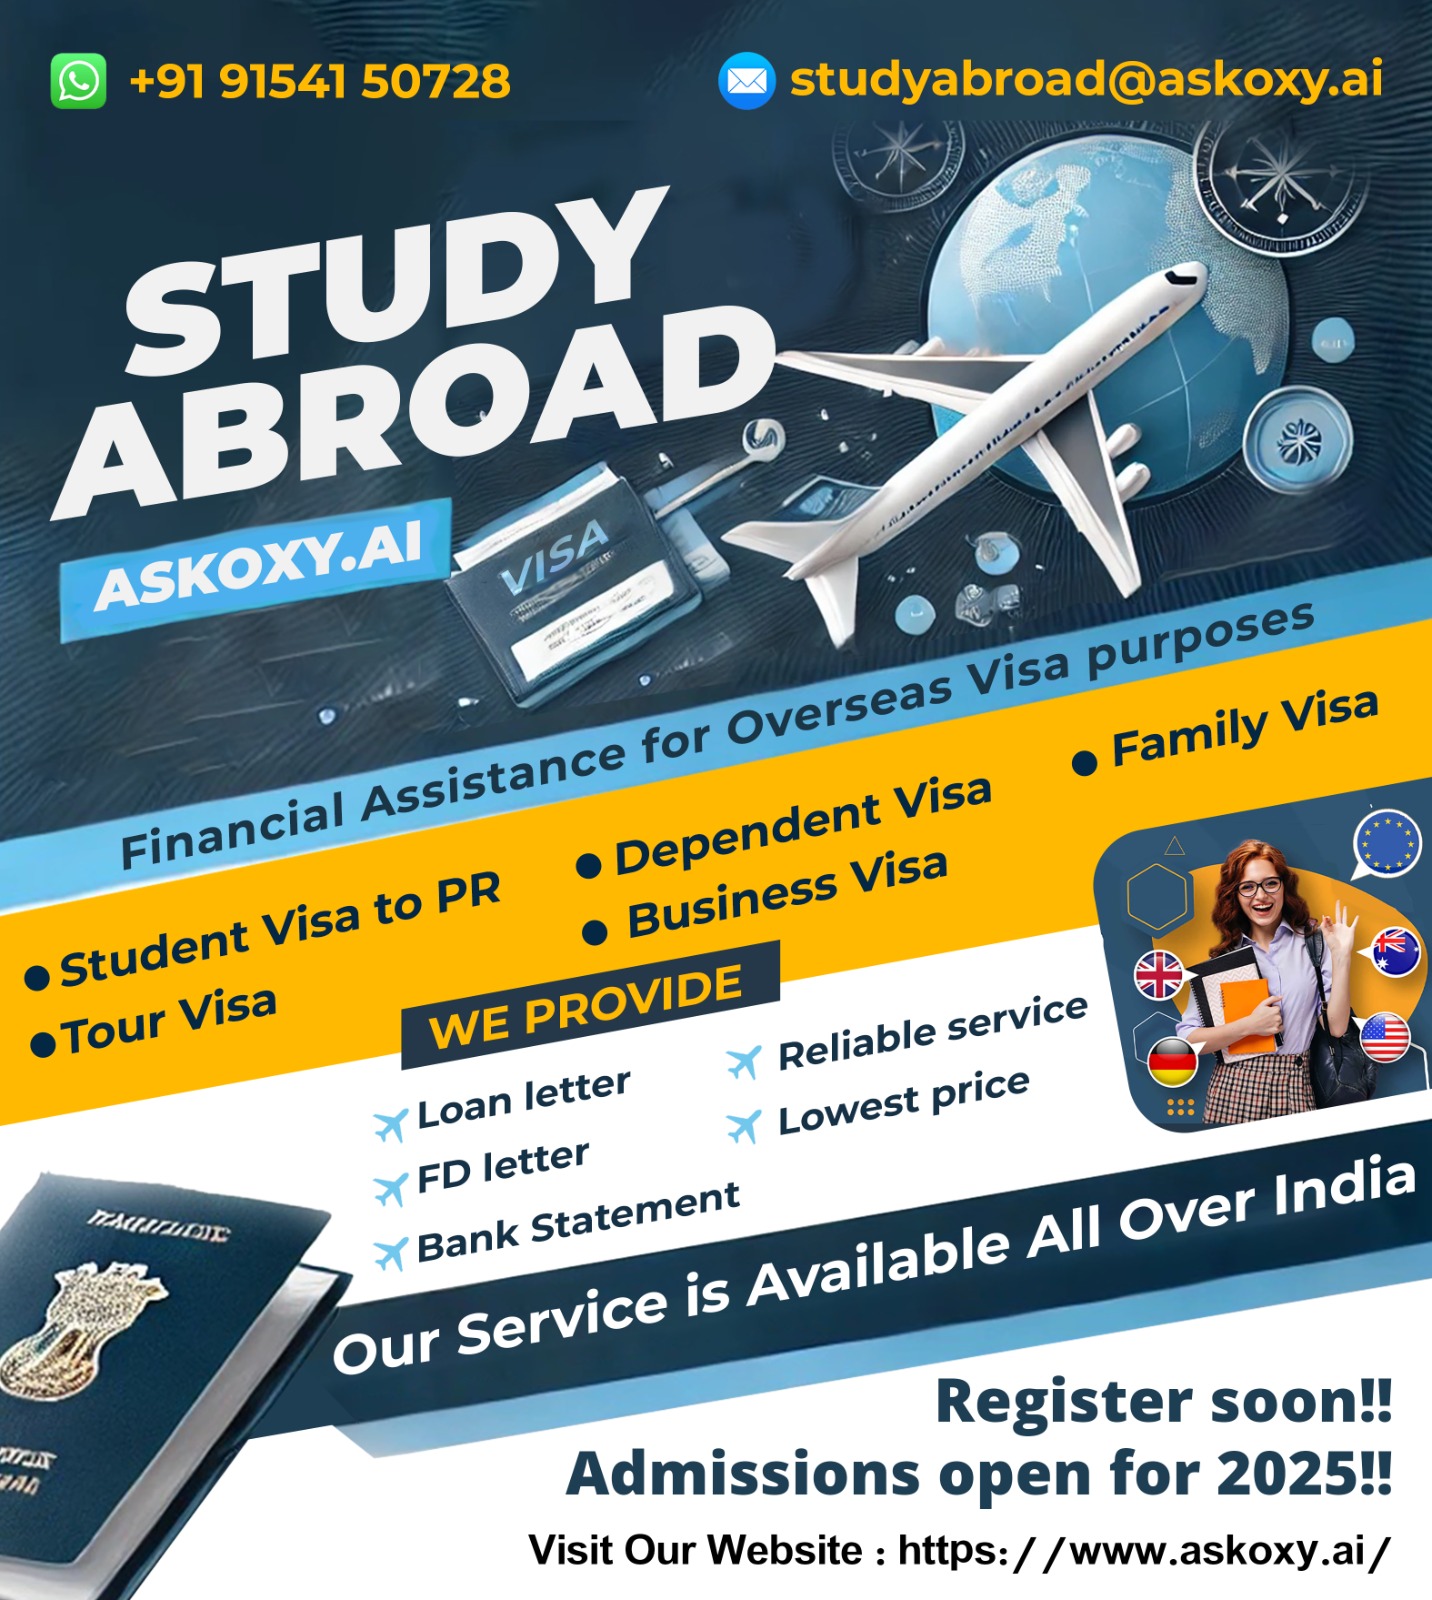 +91 91541 50728
studyabroad@askoxy.ai
STUDY
ABROAD
ASKOXY.AI
VISA
Financial Assistance for Overseas Visa purposes
● Student Visa to PR
● Tour Visa
● Dependent Visa
● Business Visa
● Family Visa
WE PROVIDE
Loan letter
FD letter
Bank Statement
Reliable service
Lowest price
Our Service is Available All Over India
Register soon!!
Admissions open for 2025!!
Visit Our Website : https://www.askoxy.ai/